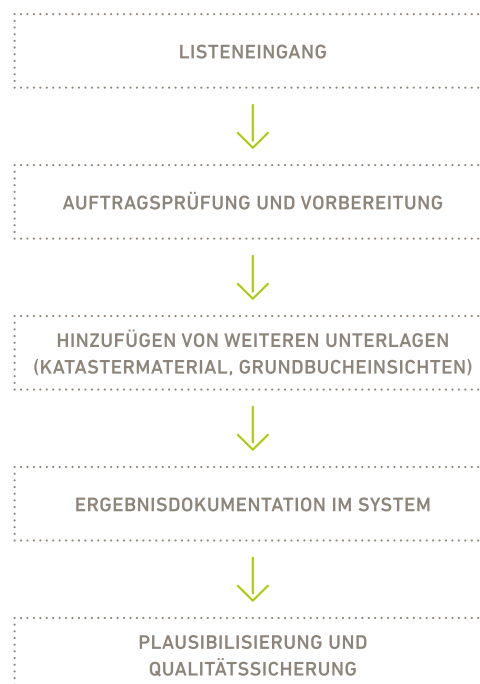 LISTENEINGANG
AUFTRAGSPRÜFUNG UND VORBEREITUNG
HINZUFÜGEN VON WEITEREN UNTERLAGEN
(KATASTERMATERIAL, GRUNDBUCHEINSICHTEN)
ERGEBNISDOKUMENTATION IM SYSTEM
PLAUSIBILISIERUNG UND
QUALITÄTSSICHERUNG